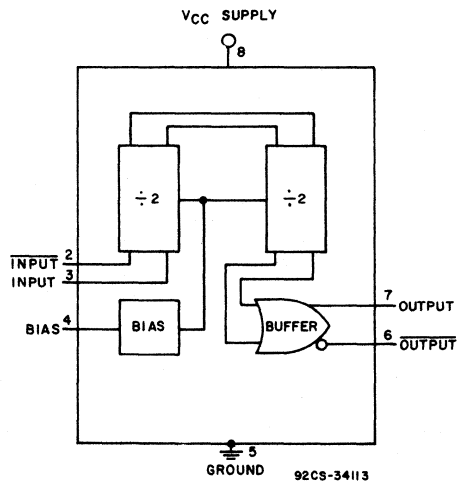 VCC SUPPLY
8
÷2
÷2
INPUT 2
INPUT 3
BIAS 4
BIAS
BUFFER
7 OUTPUT
6 OUTPUT
5
GROUND
92CS-34113